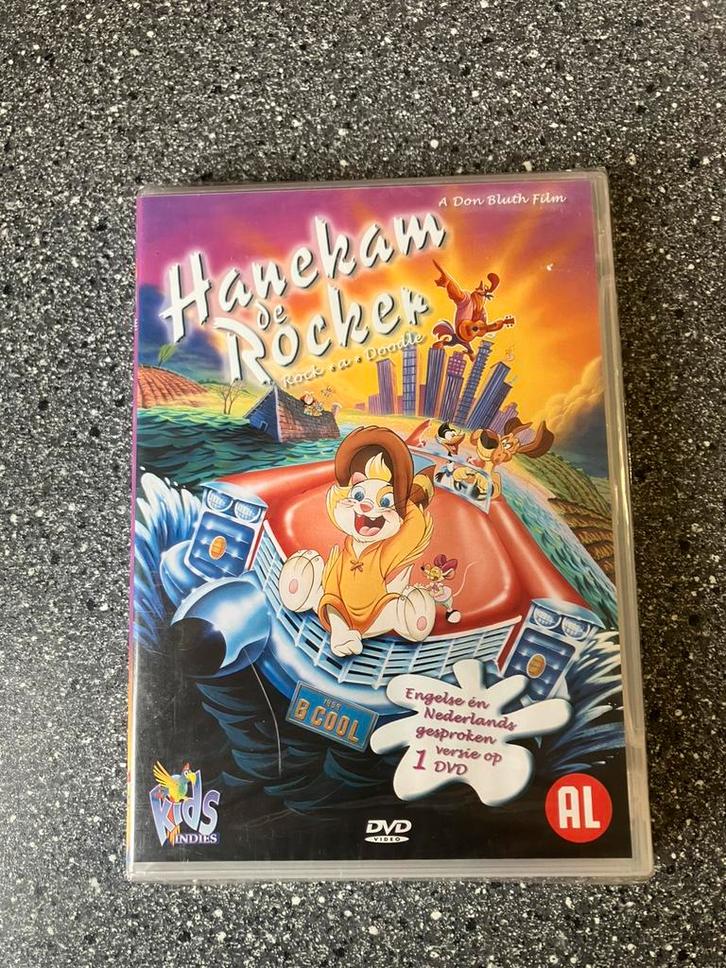 A Don Bluth Film
Hanekam
de
Rocker
Rock • a • Doodle
B COOL
Engelse én
Nederlands
gesproken
versie op
1 DVD
Kids
INDIES
DVD
VIDEO
AL